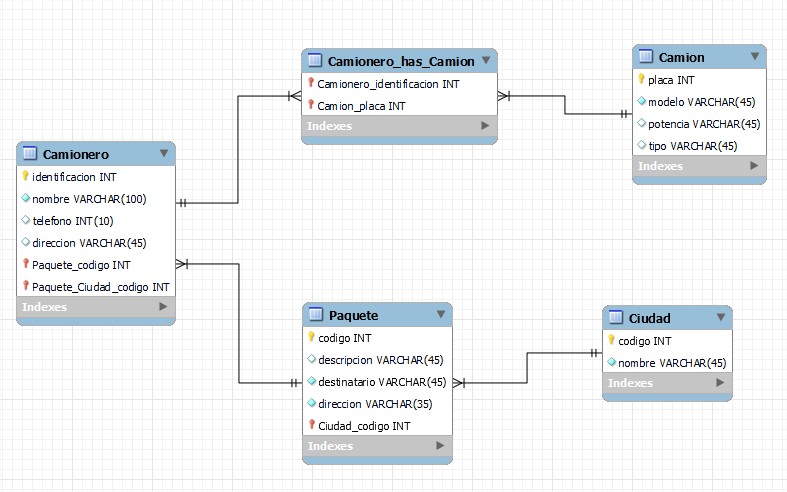 Camionero_has_Camion
Camionero_identificacion INT
Camion_placa INT
Indexes
Camion
placa INT
modelo VARCHAR(45)
potencia VARCHAR(45)
tipo VARCHAR(45)
Indexes
Camionero
identificacion INT
nombre VARCHAR(100)
telefono INT(10)
direccion VARCHAR(45)
Paquete_codigo INT
Paquete_Ciudad_codigo INT
Indexes
Paquete
codigo INT
descripcion VARCHAR(45)
destinatario VARCHAR(45)
direccion VARCHAR(35)
Ciudad_codigo INT
Indexes
Ciudad
codigo INT
nombre VARCHAR(45)
Indexes